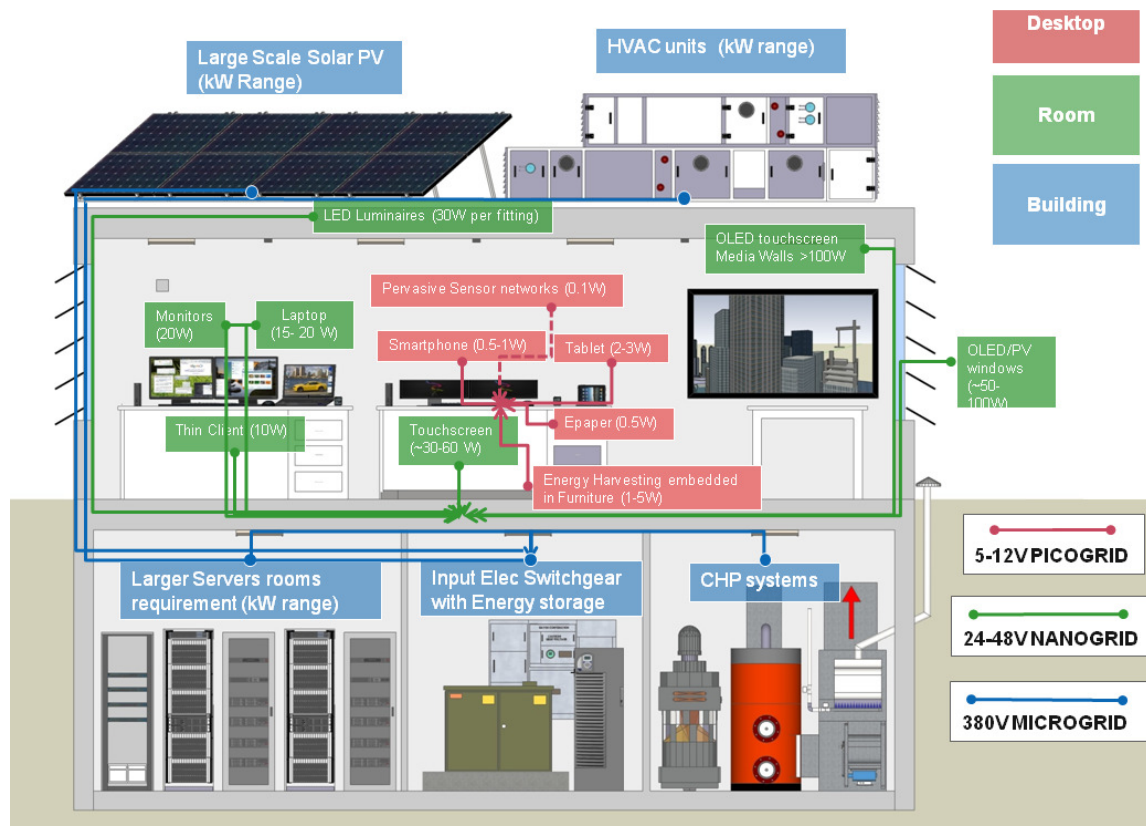 Large Scale Solar PV
(kW Range)
HVAC units (kW range)
Desktop
Room
Building
LED Luminaires (30W per fitting)
OLED touchscreen
Media Walls >100W
Pervasive Sensor networks (0.1W)
Monitors
(20W)
Laptop
(15- 20 W)
Smartphone (0.5-1W)
Tablet (2-3W)
OLED/PV
windows
(~50-
100W)
Thin Client (10W)
Touchscreen
(~30-60 W)
Epaper (0.5W)
Energy Harvesting embedded
in Furniture (1-5W)
5-12V PICOGRID
24-48V NANOGRID
380V MICROGRID
Larger Servers rooms
requirement (kW range)
Input Elec Switchgear
with Energy storage
CHP systems